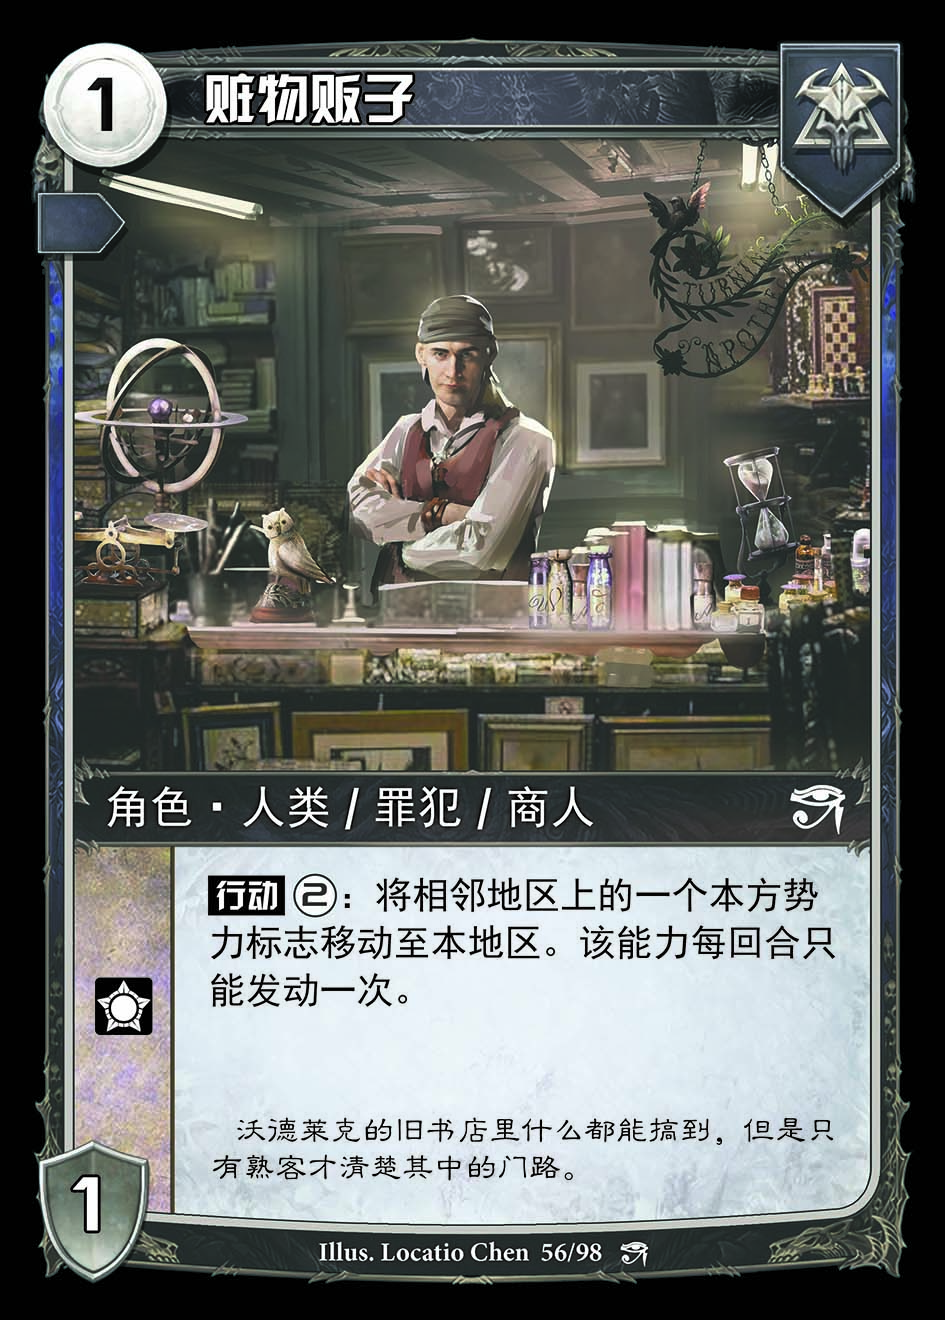 1
赃物贩子
TURNING
APOTHE
角色·人类 / 罪犯 / 商人
行动②：将相邻地区上的一个本方势
力标志移动至本地区。该能力每回合只
能发动一次。
沃德莱克的旧书店里什么都能搞到，但是只
有熟客才清楚其中的门路。
1
Illus. Locatio Chen 56/98